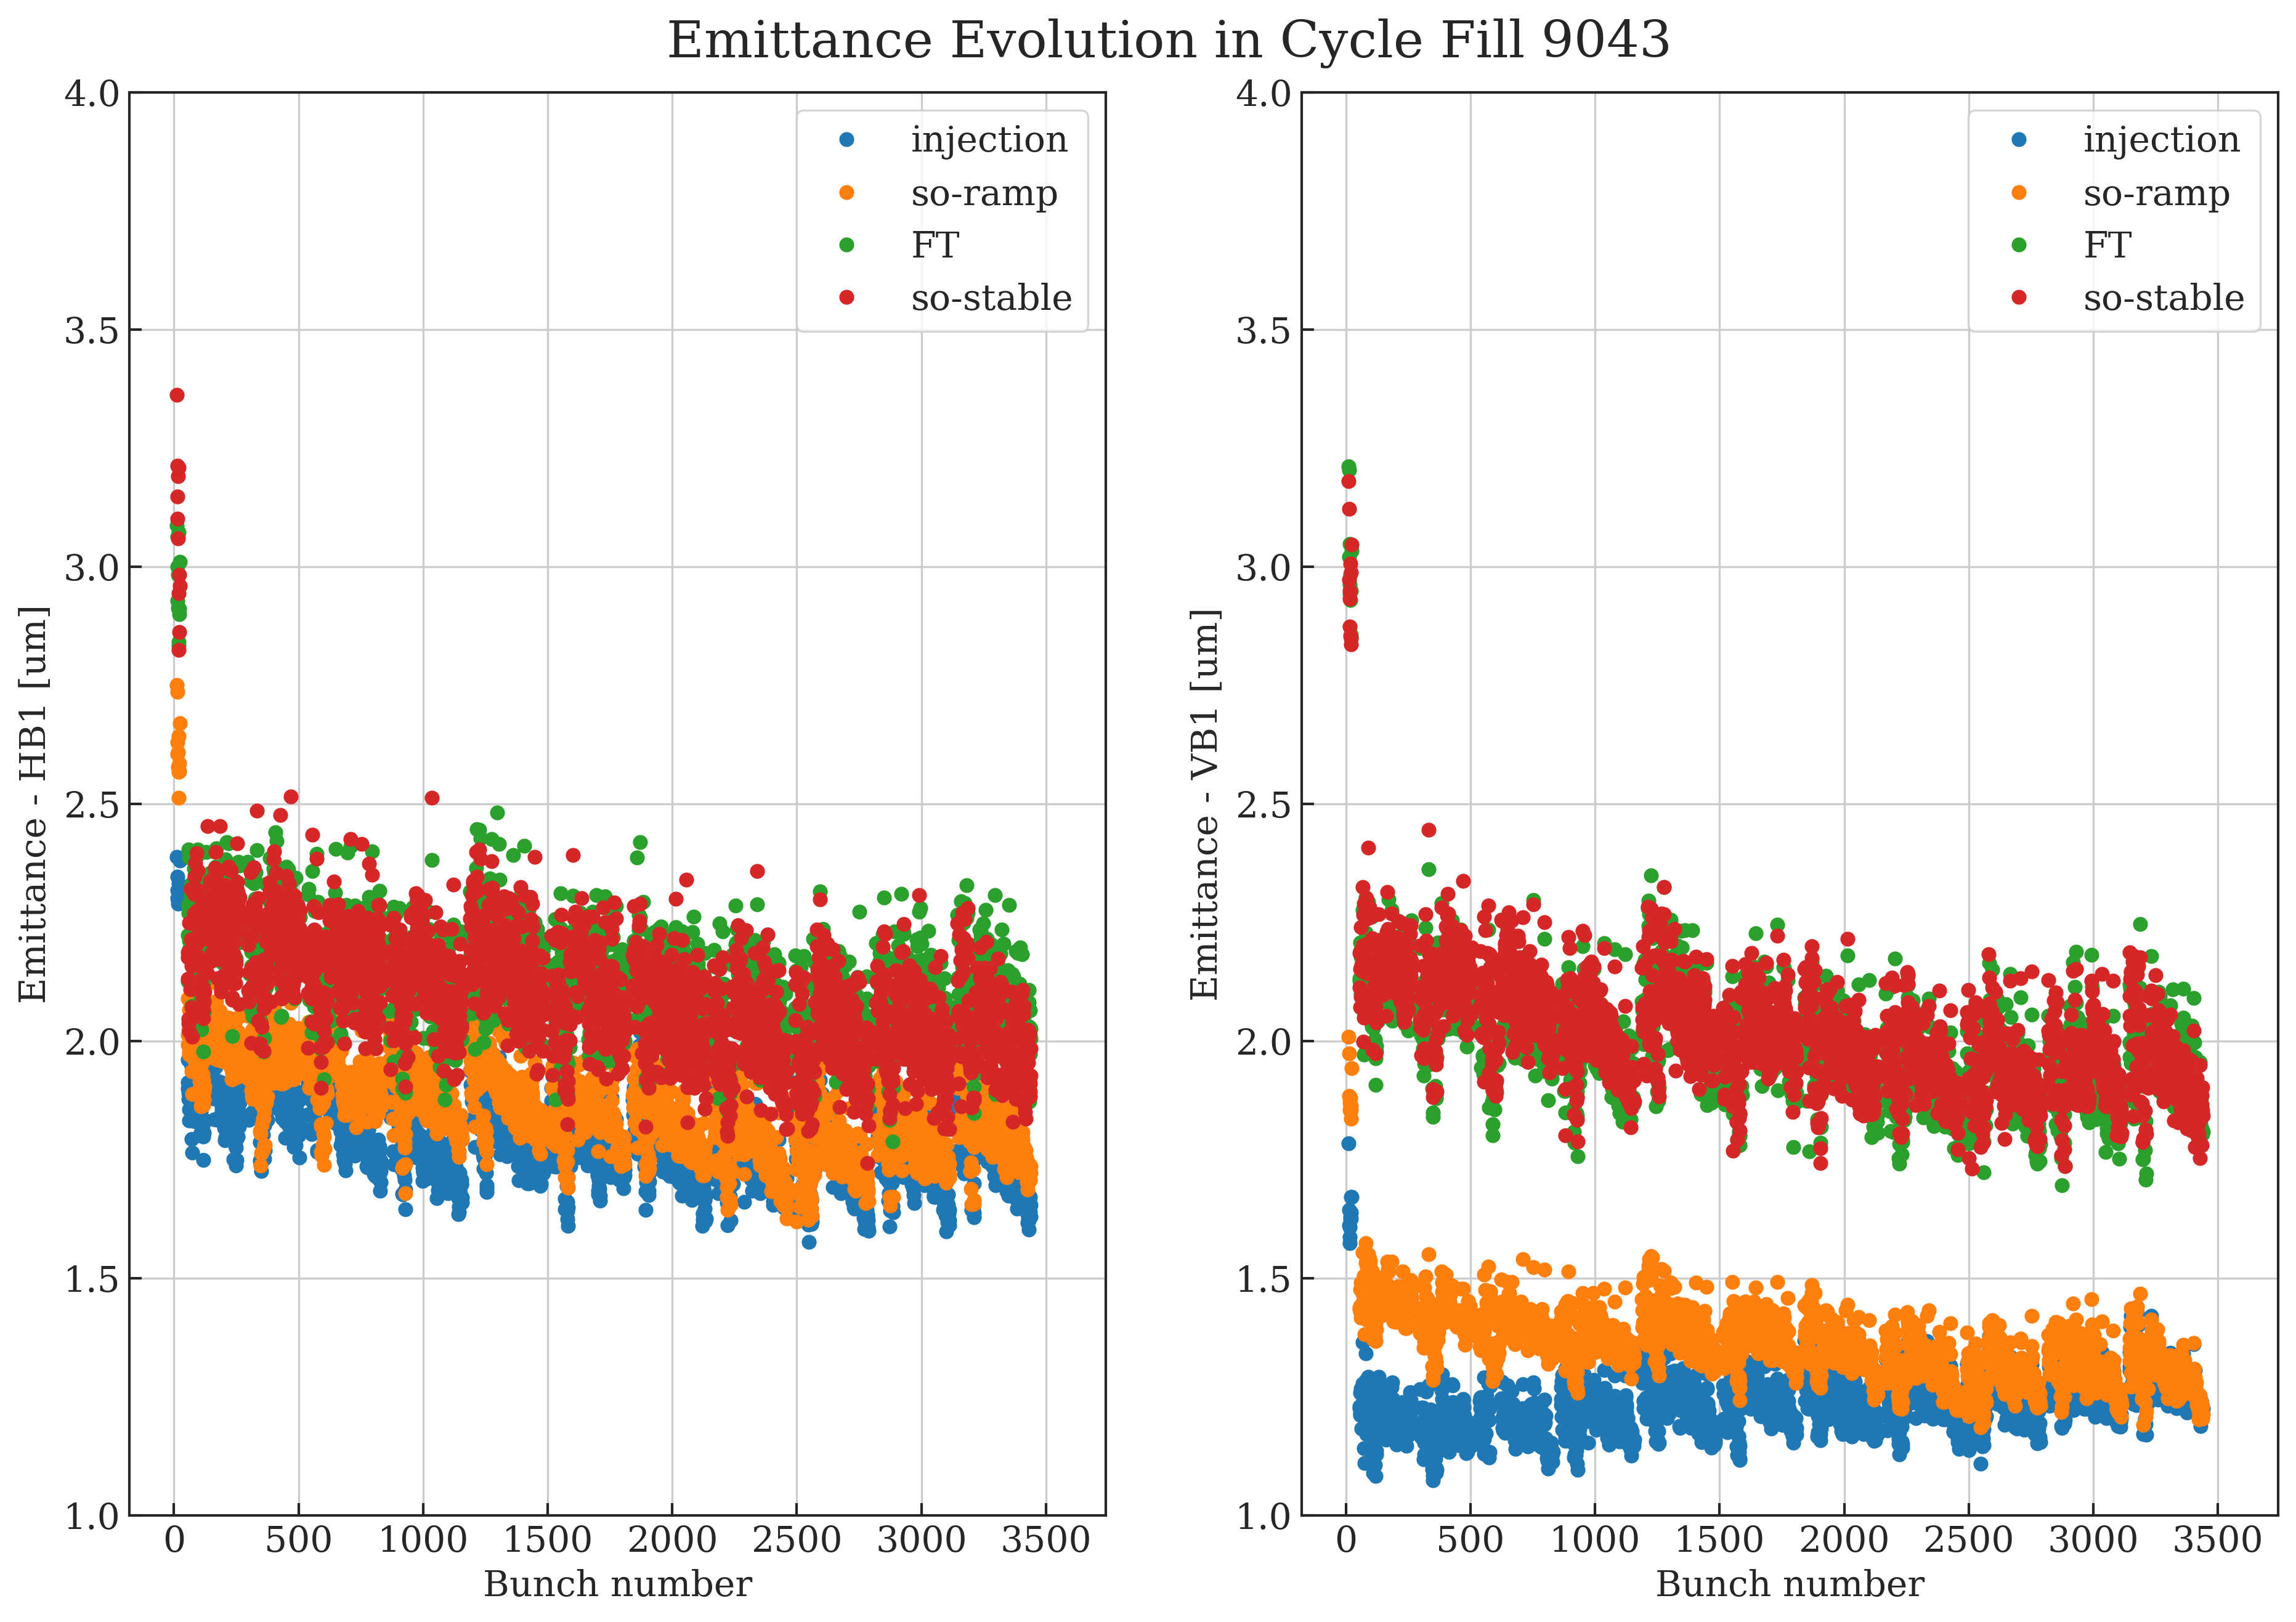 Emittance Evolution in Cycle Fill 9043
Emittance - HB1 [um]
4.0
3.5
3.0
2.5
2.0
1.5
1.0
0 500 1000 1500 2000 2500 3000 3500
Bunch number
injection
so-ramp
FT
so-stable
Emittance - VB1 [um]
4.0
3.5
3.0
2.5
2.0
1.5
1.0
0 500 1000 1500 2000 2500 3000 3500
Bunch number
injection
so-ramp
FT
so-stable